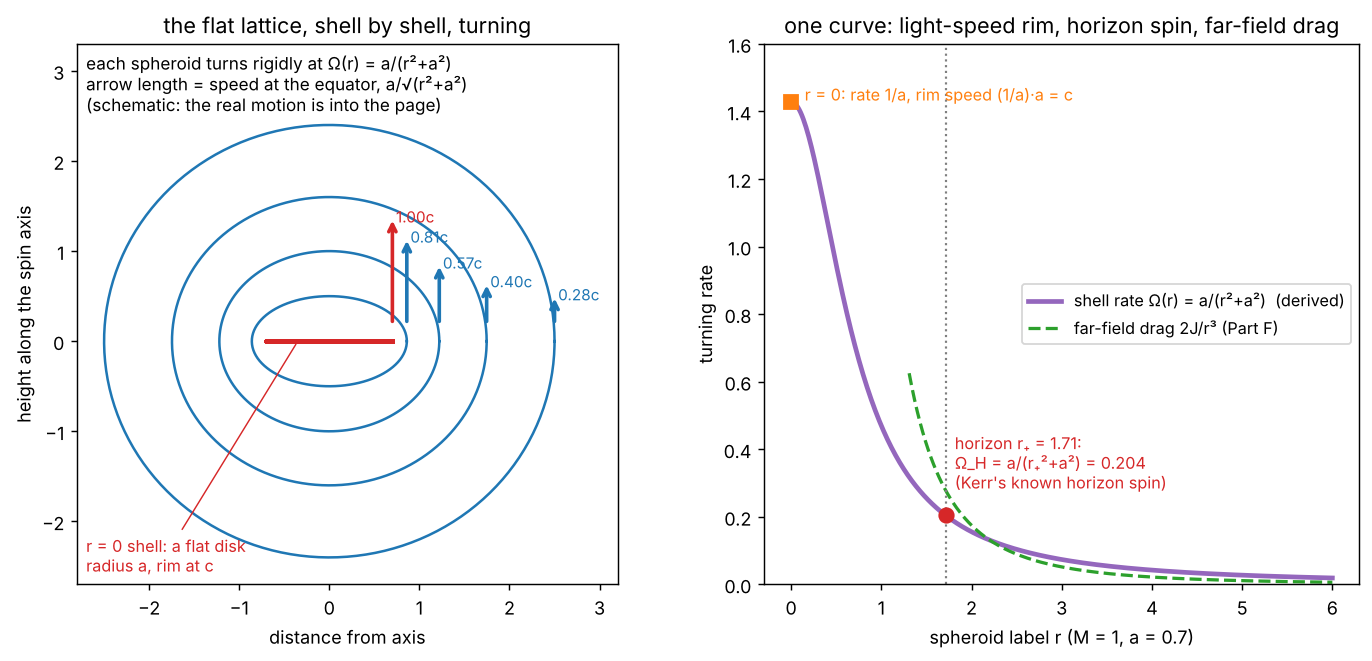 the flat lattice, shell by shell, turning
each spheroid turns rigidly at Ω(r) = a/(r²+a²)
arrow length = speed at the equator, a/√(r²+a²)
(schematic: the real motion is into the page)
1.00c
0.81c
0.57c
0.40c
0.28c
r = 0 shell: a flat disk
radius a, rim at c
height along the spin axis
3
2
1
0
−1
−2
−2
−1
0
1
2
3
distance from axis
one curve: light-speed rim, horizon spin, far-field drag
r = 0: rate 1/a, rim speed (1/a)·a = c
shell rate Ω(r) = a/(r²+a²) (derived)
far-field drag 2J/r³ (Part F)
horizon r₊ = 1.71:
Ω_H = a/(r₊²+a²) = 0.204
(Kerr's known horizon spin)
turning rate
1.6
1.4
1.2
1.0
0.8
0.6
0.4
0.2
0.0
0
1
2
3
4
5
6
spheroid label r (M = 1, a = 0.7)